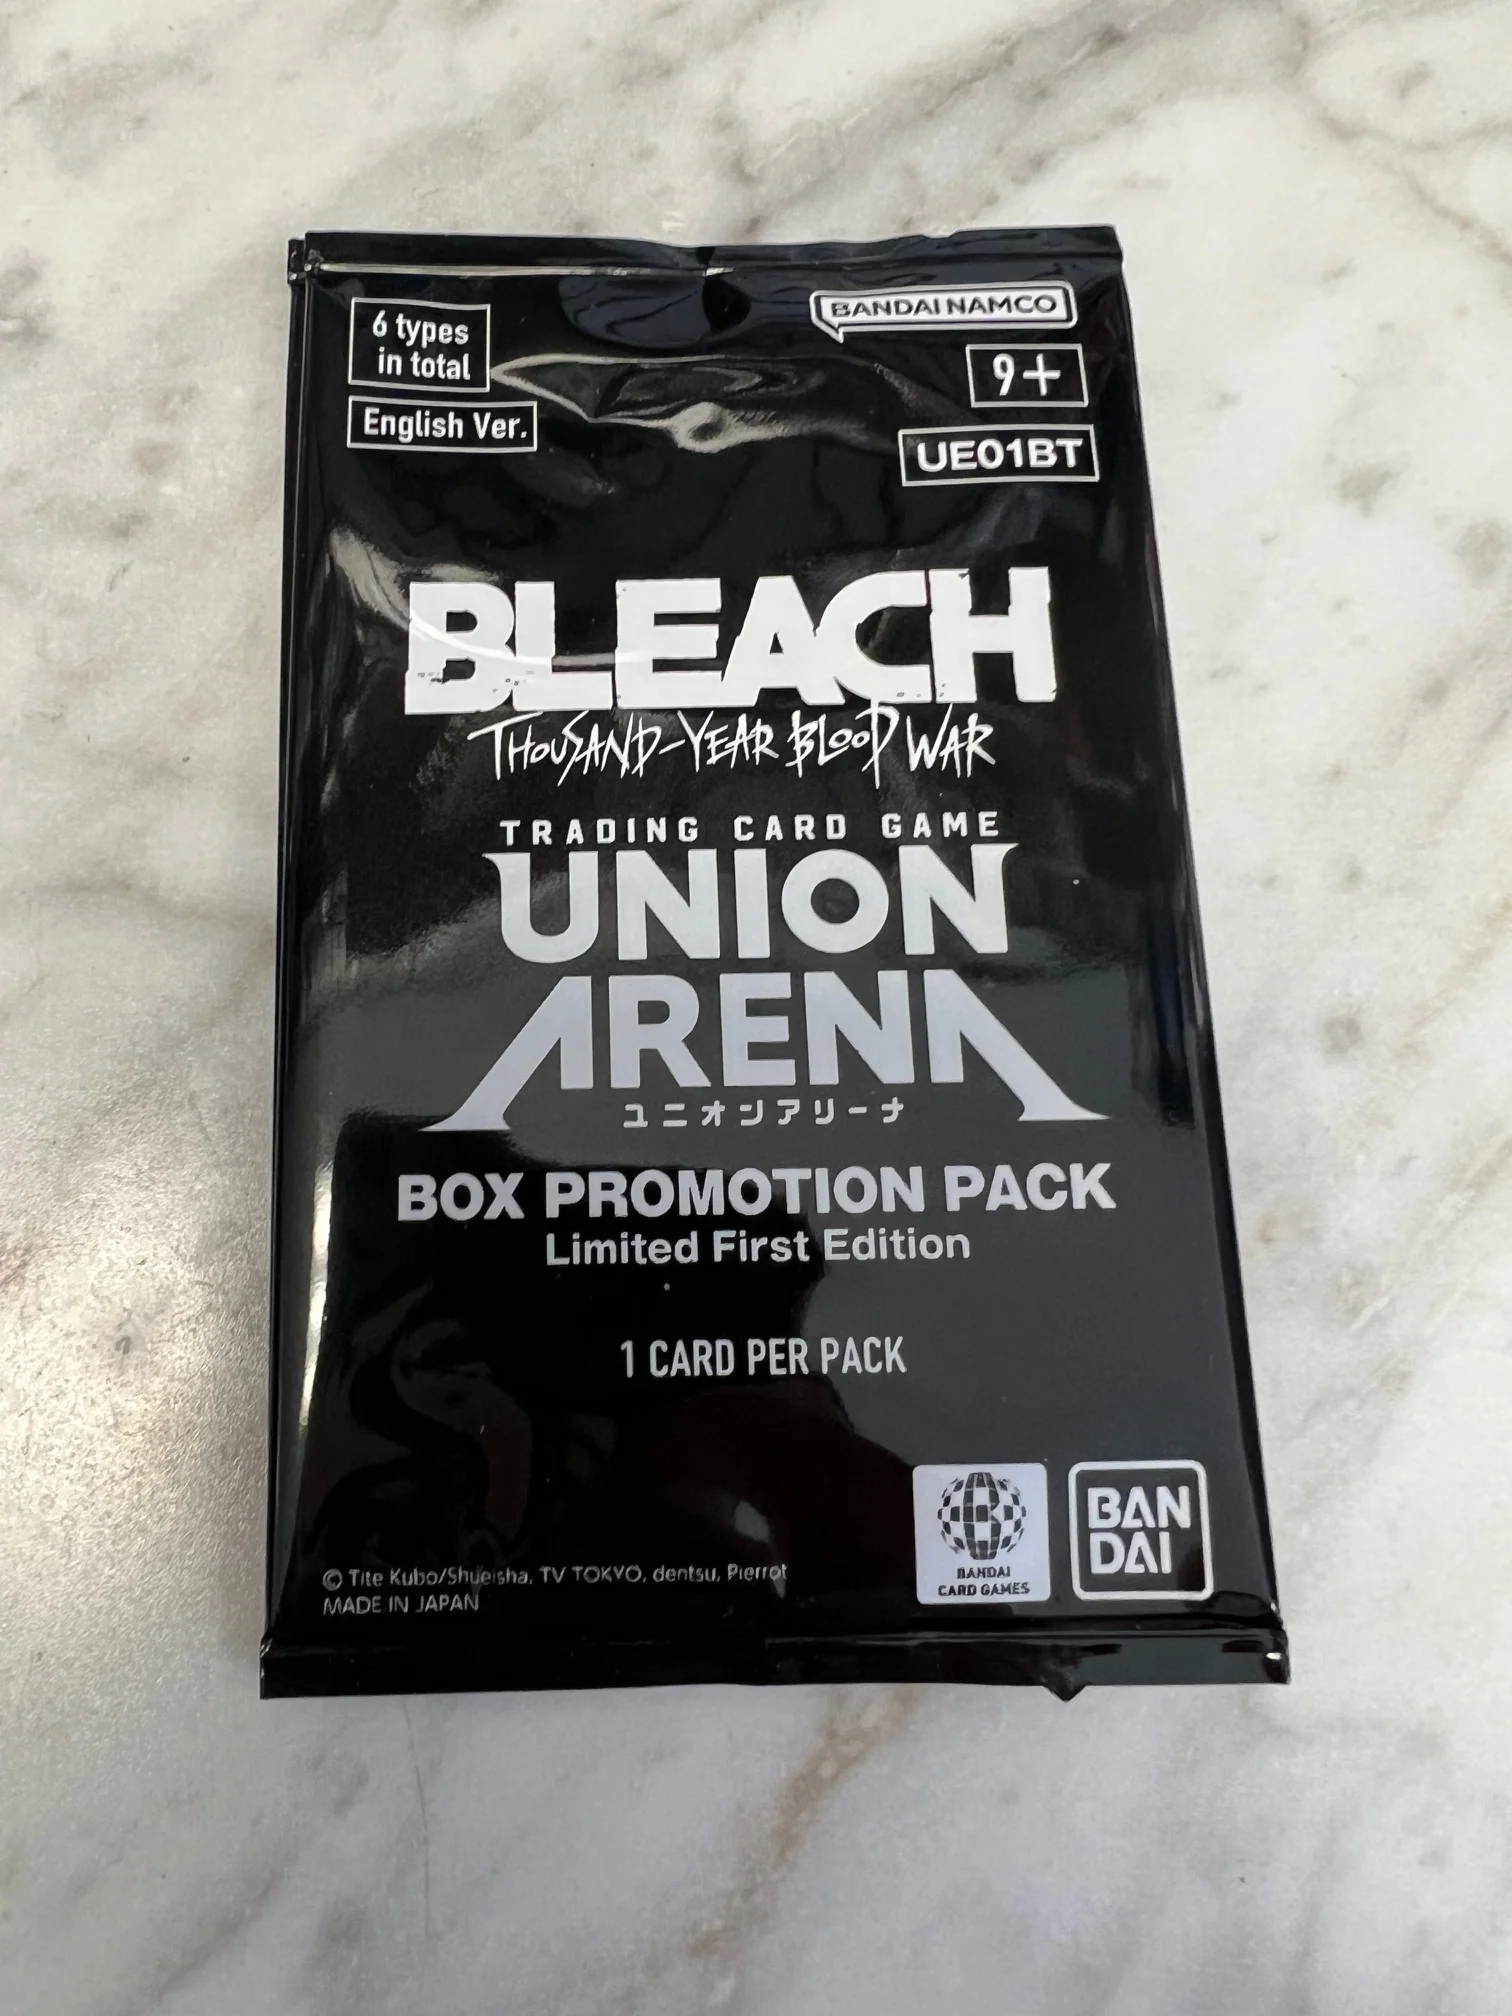 6 types
in total
English Ver.
BANDAI NAMCO
9+
UE01BT
BLEACH
THOUSAND-YEAR BLOOD WAR
TRADING CARD GAME
UNION
ARENA
ユニオンアリーナ
BOX PROMOTION PACK
Limited First Edition
1 CARD PER PACK
© Tite Kubo/Shueisha, TV TOKYO, dentsu, Pierrot
MADE IN JAPAN
BANDAI
CARD GAMES
BAN
DAI